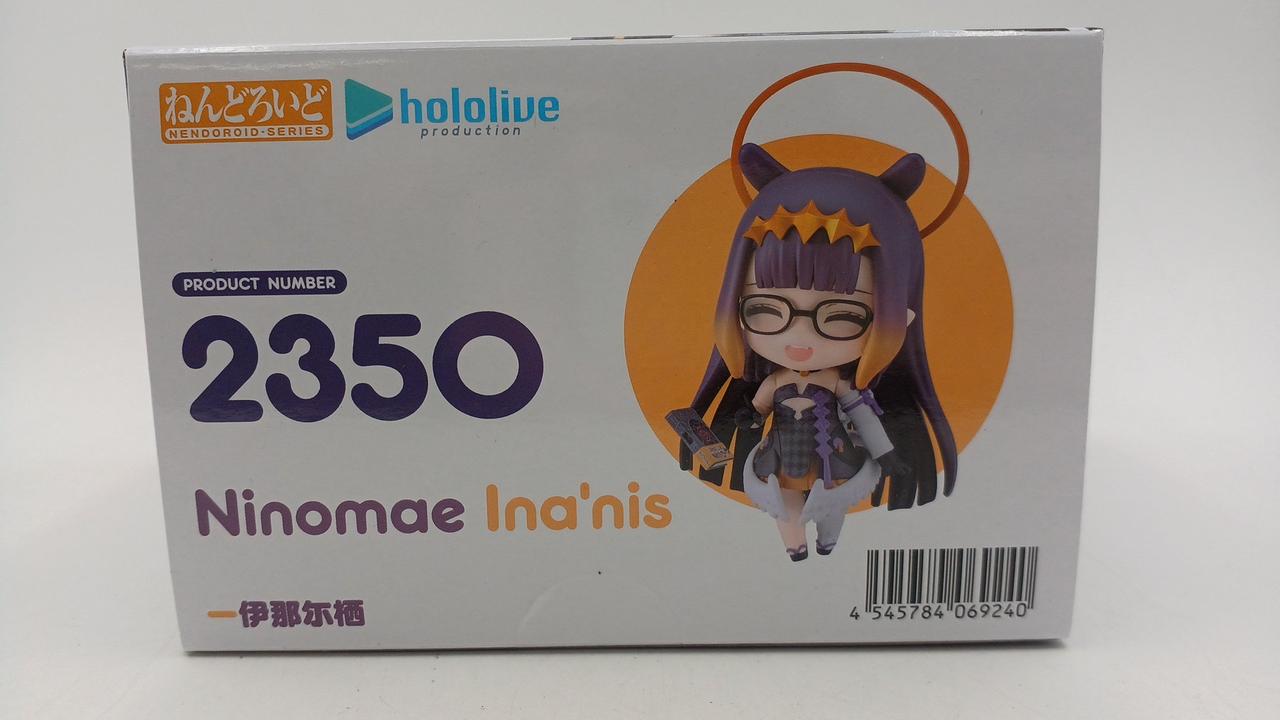 ねんどろいど
NENDOROID-SERIES
hololive
production
PRODUCT NUMBER
2350
Ninomae Ina'nis
一伊那尔栖
4 545784 069240